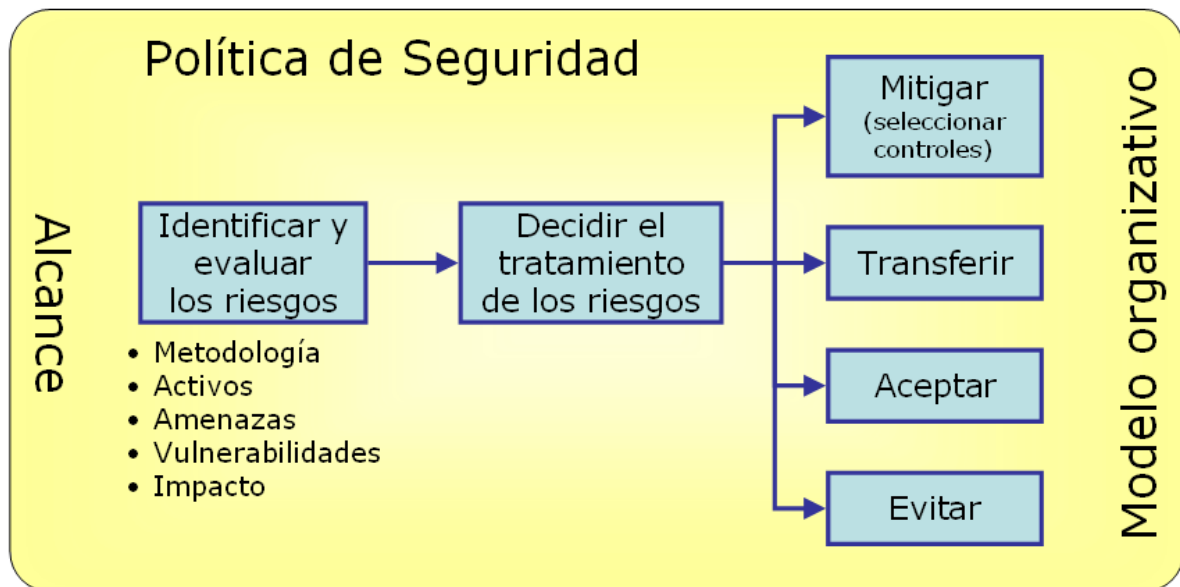 Política de Seguridad
Alcance
Identificar y
evaluar
los riesgos
• Metodología
• Activos
• Amenazas
• Vulnerabilidades
• Impacto
Decidir el
tratamiento
de los riesgos
Mitigar
(seleccionar
controles)
Transferir
Aceptar
Evitar
Modelo organizativo